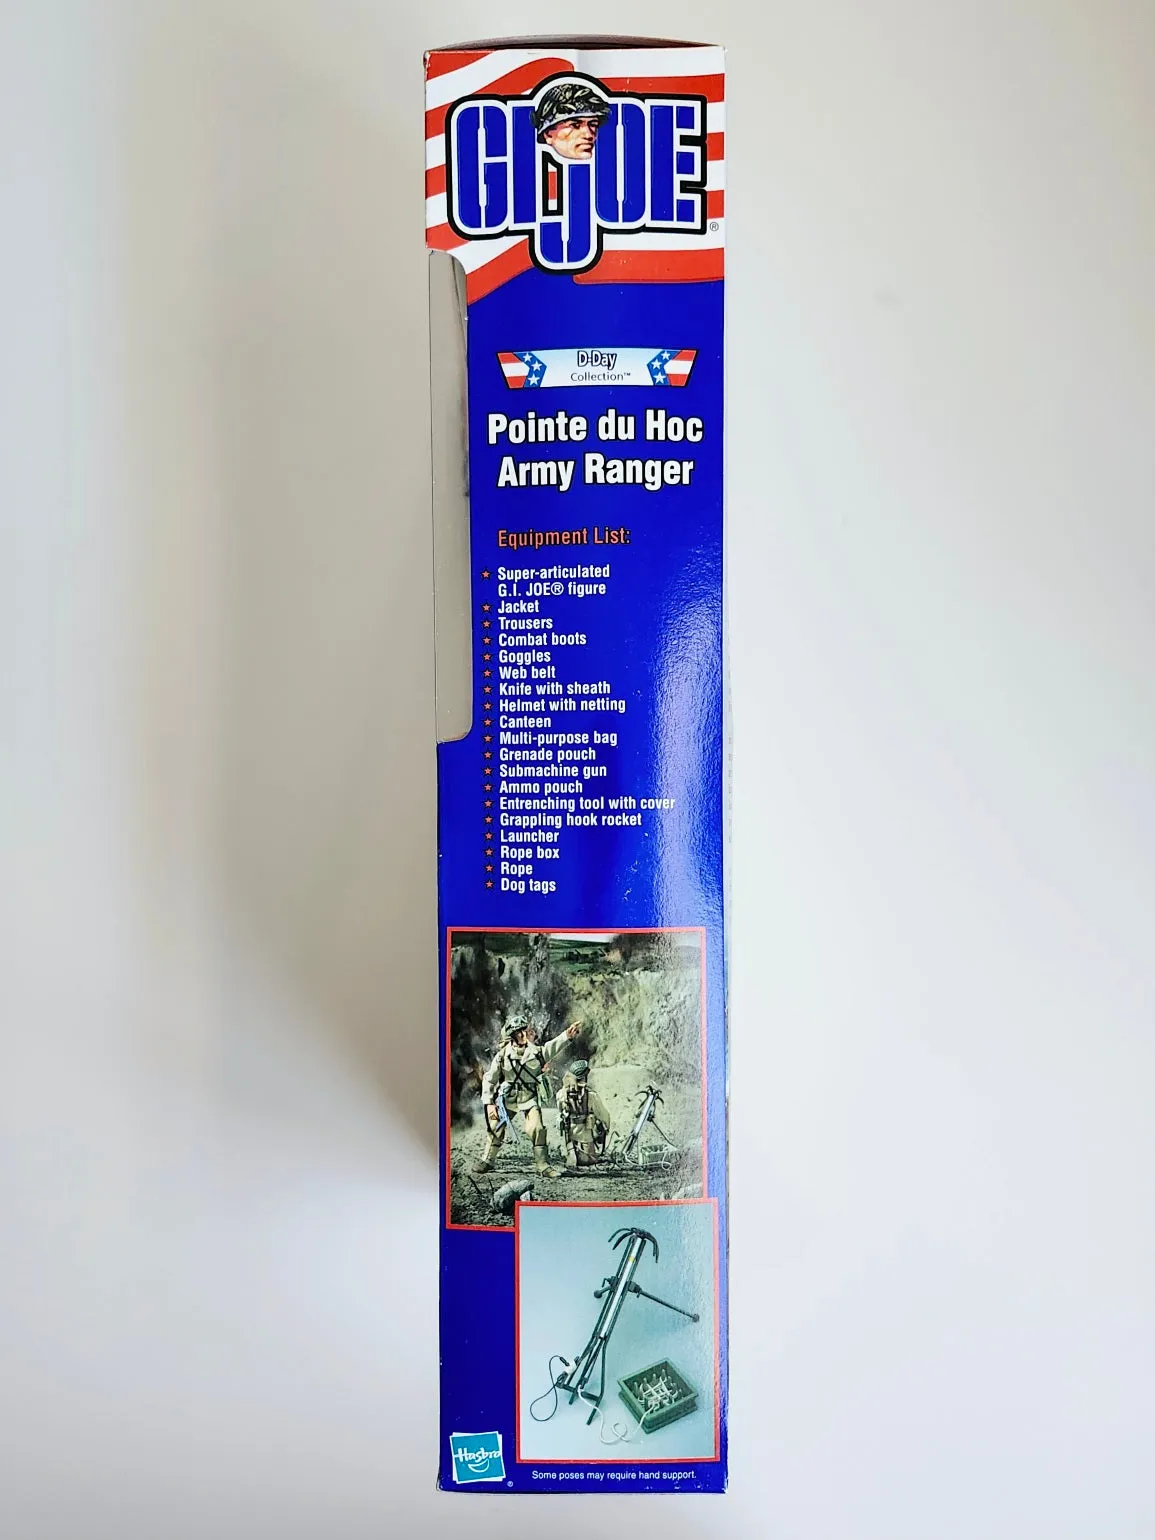 GI JOE ®
D-Day
Collection™
Pointe du Hoc
Army Ranger
Equipment List:
Super-articulated
G.I. JOE® figure
Jacket
Trousers
Combat boots
Goggles
Web belt
Knife with sheath
Helmet with netting
Canteen
Multi-purpose bag
Grenade pouch
Submachine gun
Ammo pouch
Entrenching tool with cover
Grappling hook rocket
Launcher
Rope box
Rope
Dog tags
Hasbro ®
Some poses may require hand support.